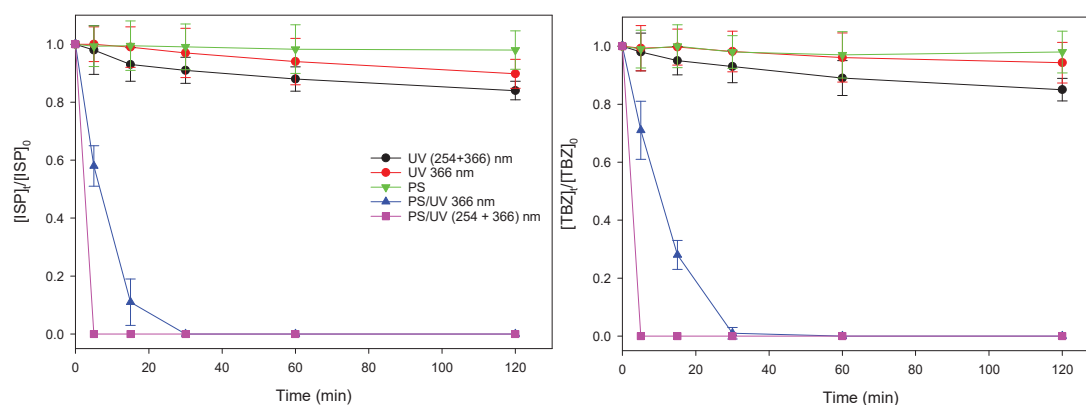 [ISP]t/[ISP]0
1.0
0.8
0.6
0.4
0.2
0.0
UV (254+366) nm
UV 366 nm
PS
PS/UV 366 nm
PS/UV (254 + 366) nm
0 20 40 60 80 100 120
Time (min)
[TBZ]t/[TBZ]0
1.0
0.8
0.6
0.4
0.2
0.0
0 20 40 60 80 100 120
Time (min)